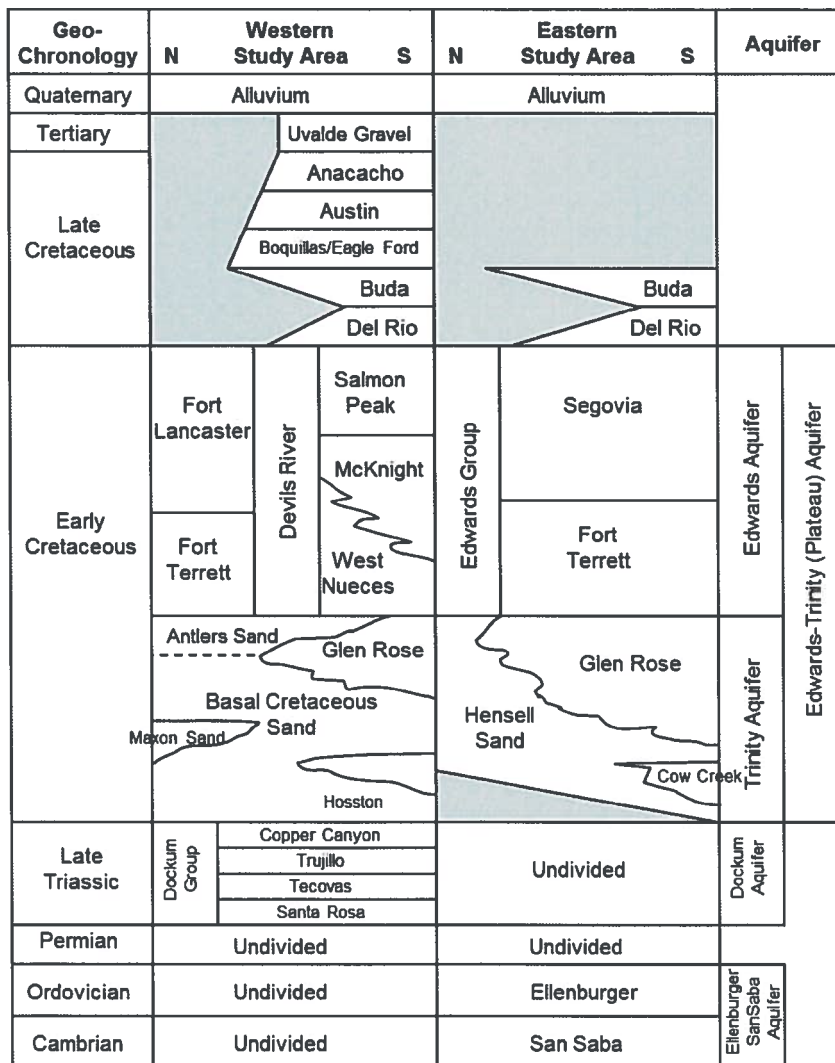 Geo-
Chronology
Western
N Study Area S
Eastern
N Study Area S
Aquifer
Quaternary
Alluvium
Alluvium
Tertiary
Uvalde Gravel
Late
Cretaceous
Anacacho
Austin
Boquillas/Eagle Ford
Buda
Del Rio
Buda
Del Rio
Early
Cretaceous
Fort
Lancaster
Fort
Terrett
Devils River
Salmon
Peak
McKnight
West
Nueces
Edwards Group
Segovia
Fort
Terrett
Edwards Aquifer
Edwards-Trinity (Plateau) Aquifer
Antlers Sand
Glen Rose
Basal Cretaceous
Sand
Maxon Sand
Hosston
Glen Rose
Hensell
Sand
Cow Creek
Trinity Aquifer
Late
Triassic
Dockum
Group
Copper Canyon
Trujillo
Tecovas
Santa Rosa
Undivided
Dockum
Aquifer
Permian
Undivided
Undivided
Ordovician
Undivided
Ellenburger
Ellenburger
SanSaba
Aquifer
Cambrian
Undivided
San Saba